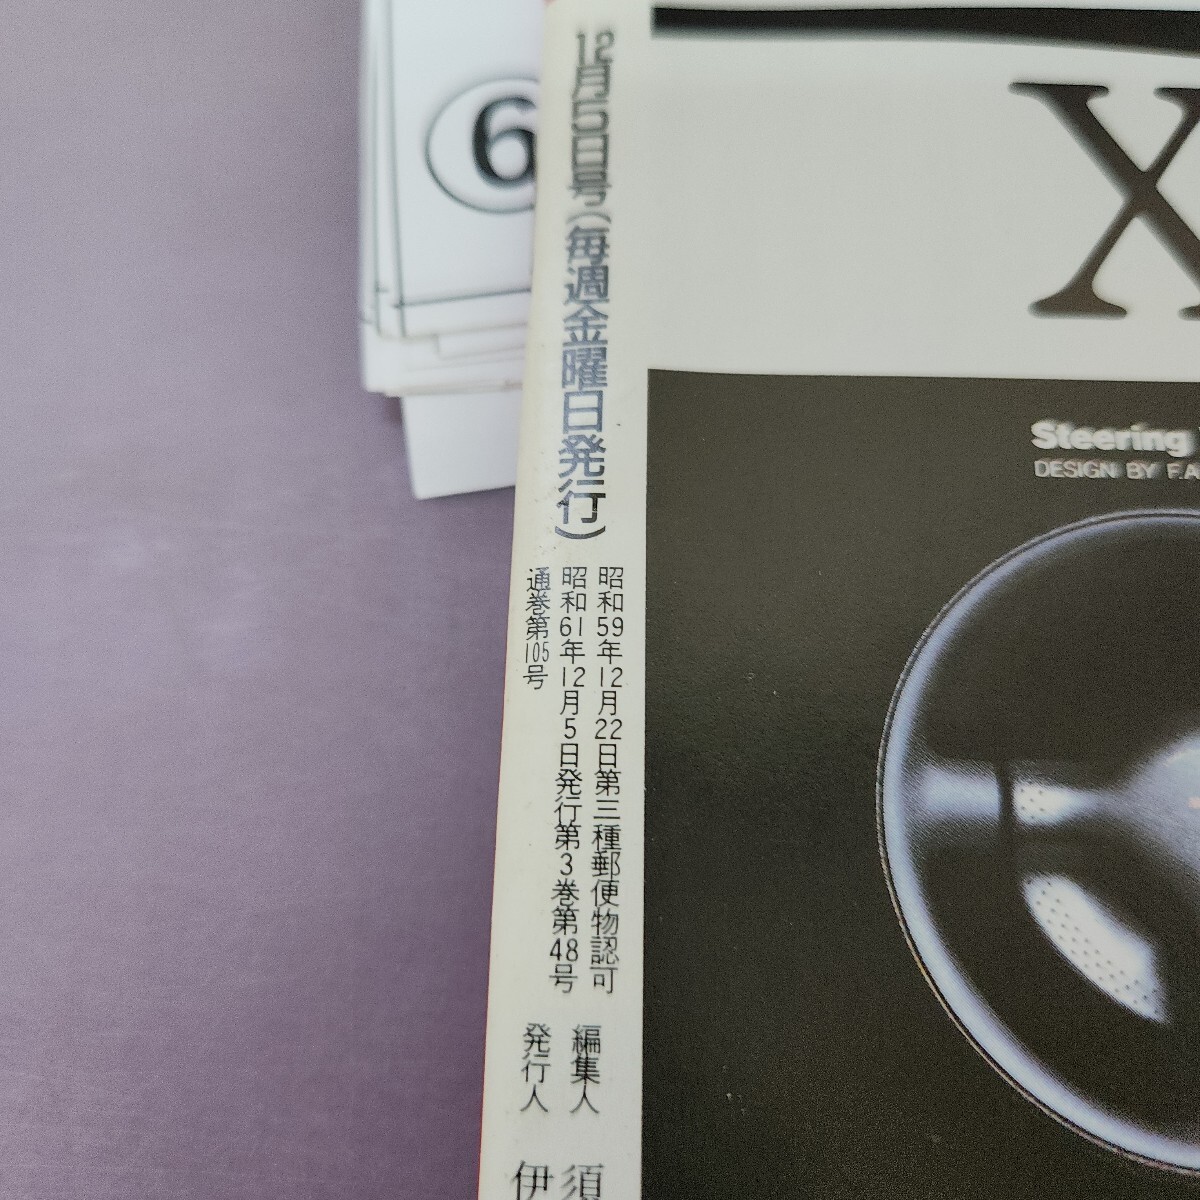 12月5日号(毎週金曜日発行)
昭和59年12月22日第三種郵便物認可
昭和61年12月5日発行第3巻第48号
通巻第105号
編集人 須
発行人 伊
6
X
Steering
DESIGN BY F.A